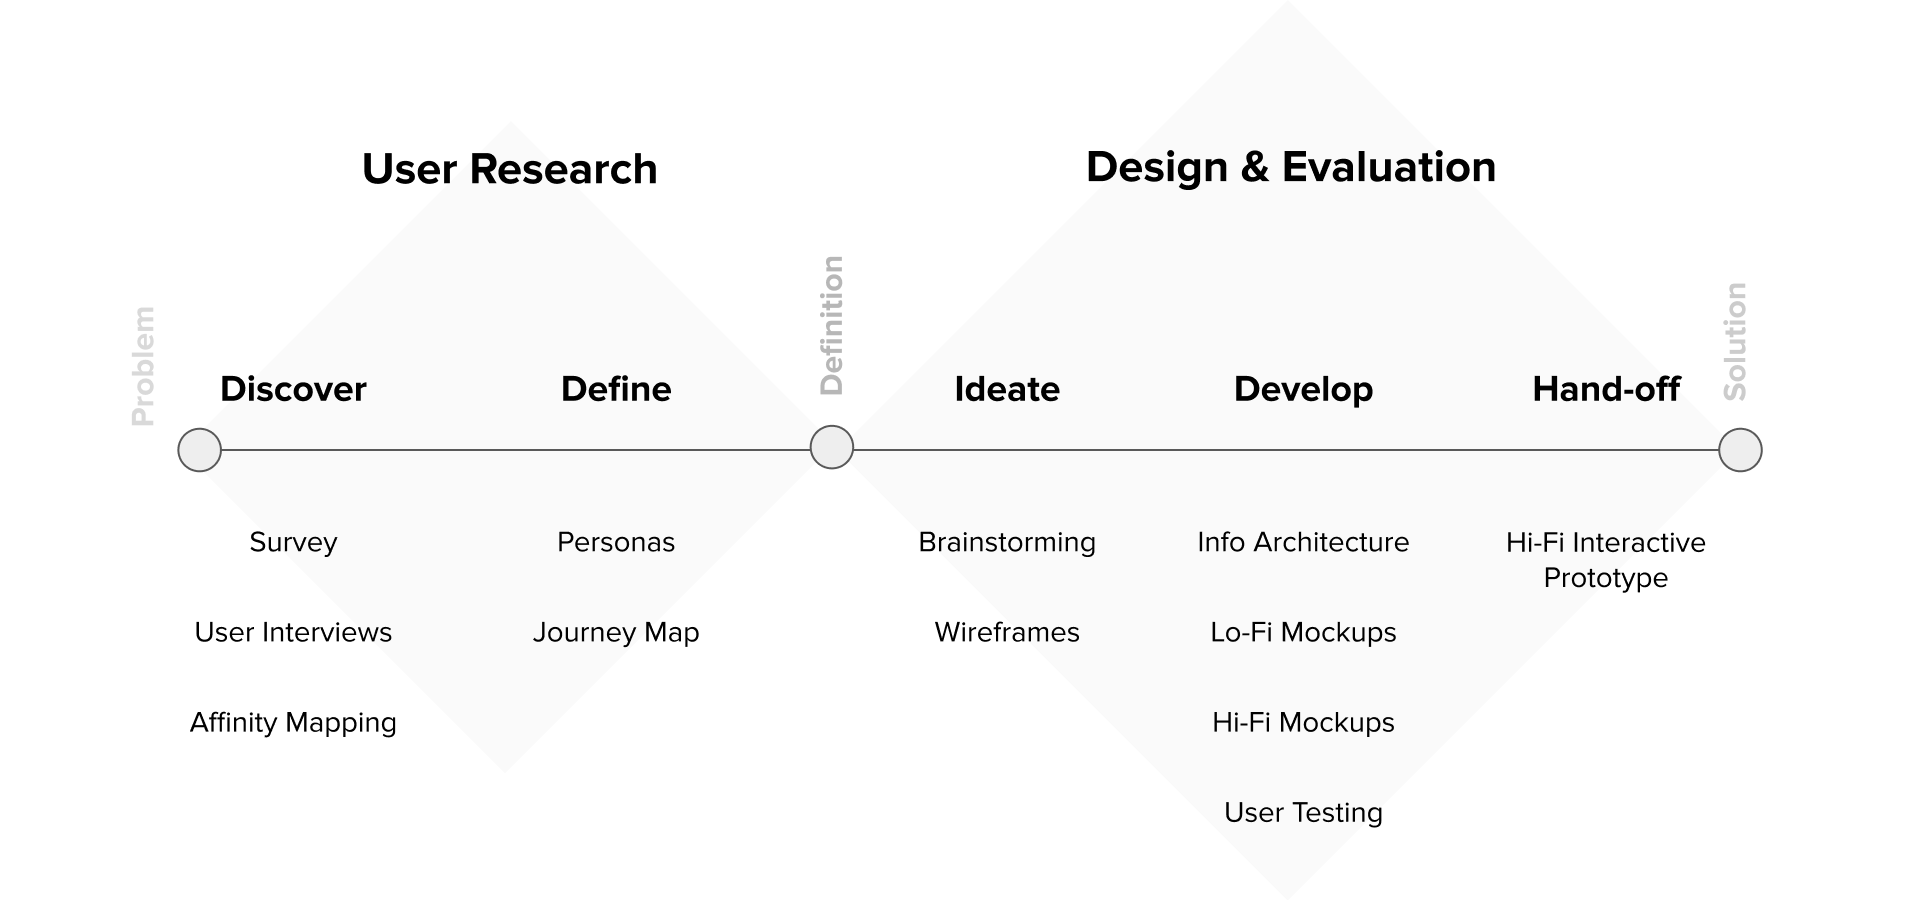 User Research
Design & Evaluation
Problem
Definition
Solution
Discover
Define
Ideate
Develop
Hand-off
Survey
Personas
Brainstorming
Info Architecture
Hi-Fi Interactive
Prototype
User Interviews
Journey Map
Wireframes
Lo-Fi Mockups
Affinity Mapping
Hi-Fi Mockups
User Testing